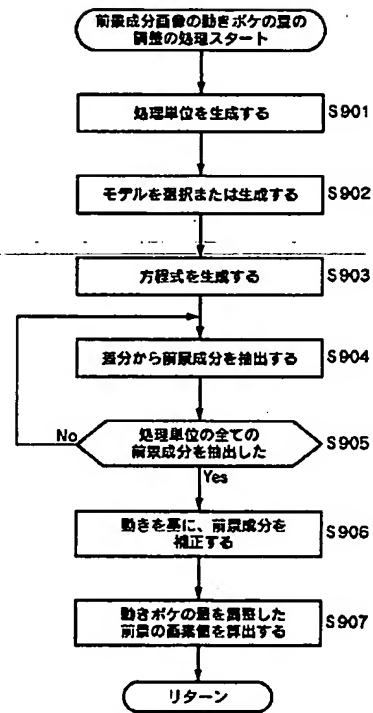 前景成分画像の動きボケの量の
調整の処理スタート
処理単位を生成する
S901
モデルを選択または生成する
S902
方程式を生成する
S903
差分から前景成分を抽出する
S904
処理単位の全ての
前景成分を抽出した
S905
No
Yes
動きを基に、前景成分を
補正する
S906
動きボケの量を調整した
前景の画素値を算出する
S907
リターン